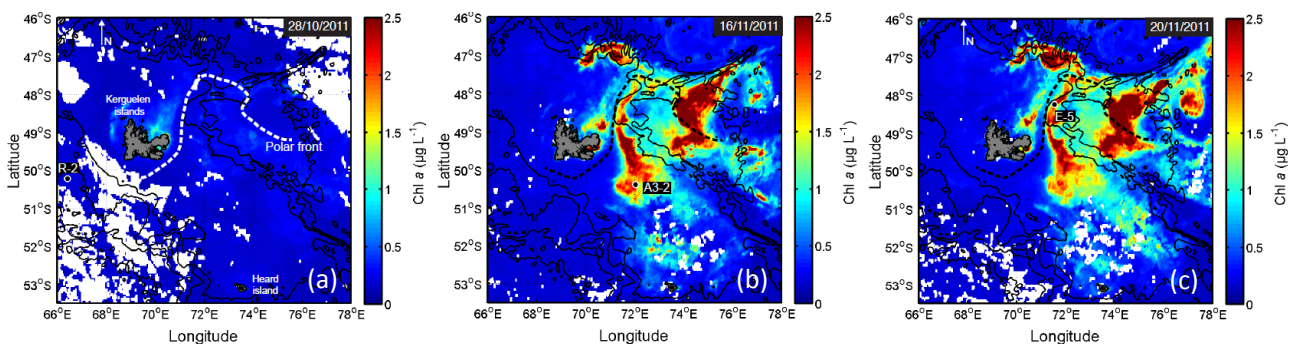 28/10/2011
46°S
47°S
48°S
49°S
50°S
51°S
52°S
53°S
Latitude
N
Kerguelen
islands
Polar front
R-2
Heard
island
(a)
66°E
68°E
70°E
72°E
74°E
76°E
78°E
Longitude
2.5
2
1.5
1
0.5
0
Chl a (µg L⁻¹)
16/11/2011
46°S
47°S
48°S
49°S
50°S
51°S
52°S
53°S
Latitude
A3-2
(b)
66°E
68°E
70°E
72°E
74°E
76°E
78°E
Longitude
2.5
2
1.5
1
0.5
0
Chl a (µg L⁻¹)
20/11/2011
46°S
47°S
48°S
49°S
50°S
51°S
52°S
53°S
Latitude
N
E-5
(c)
66°E
68°E
70°E
72°E
74°E
76°E
78°E
Longitude
2.5
2
1.5
1
0.5
0
Chl a (µg L⁻¹)